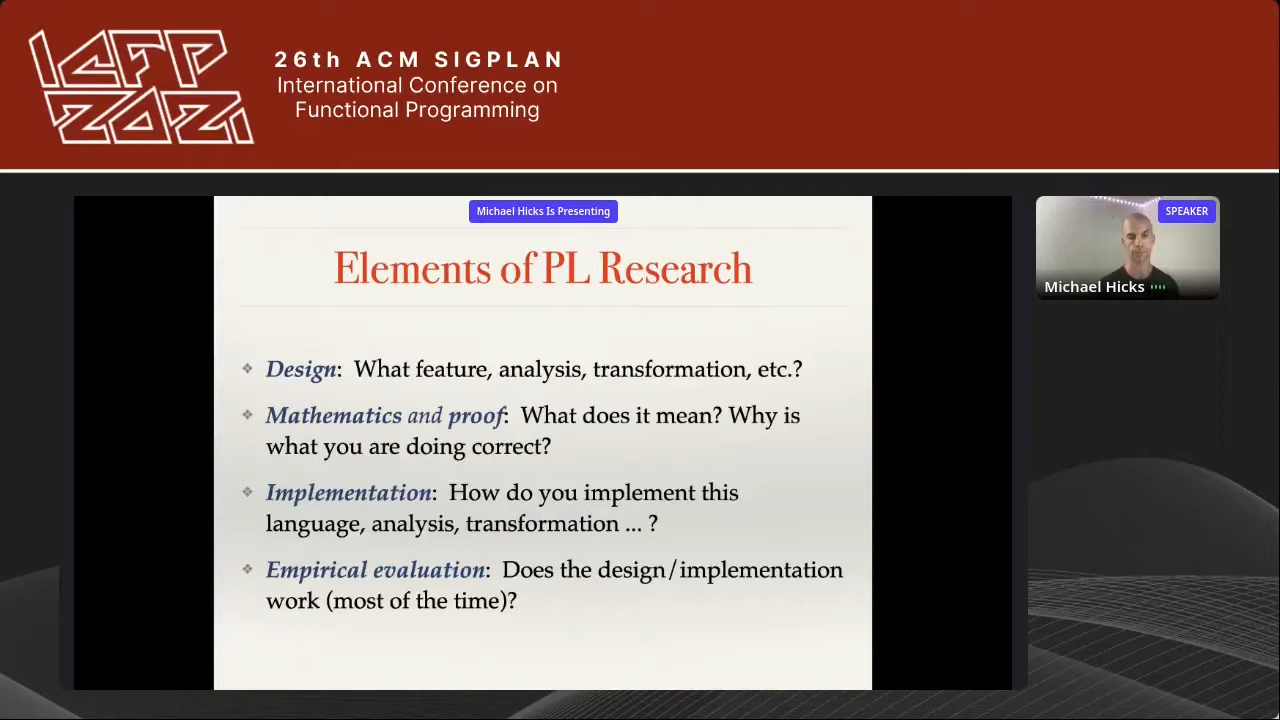 ICFP
2021
26th ACM SIGPLAN
International Conference on
Functional Programming
Michael Hicks Is Presenting
SPEAKER
Michael Hicks
Elements of PL Research
❖ Design: What feature, analysis, transformation, etc.?
❖ Mathematics and proof: What does it mean? Why is
what you are doing correct?
❖ Implementation: How do you implement this
language, analysis, transformation ... ?
❖ Empirical evaluation: Does the design/implementation
work (most of the time)?